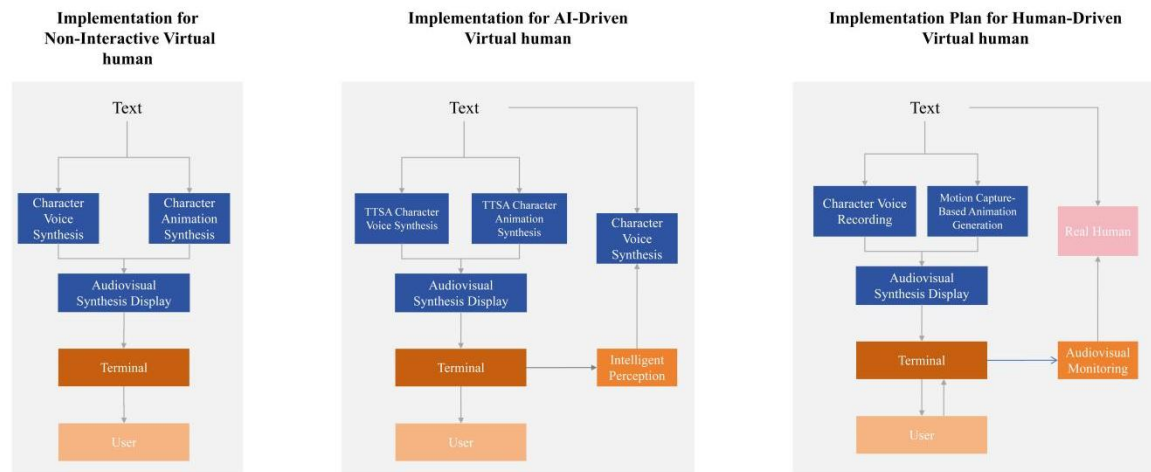 Implementation for
Non-Interactive Virtual
human
Text
Character
Voice
Synthesis
Character
Animation
Synthesis
Audiovisual
Synthesis Display
Terminal
User
Implementation for AI-Driven
Virtual human
Text
TTSA Character
Voice Synthesis
TTSA Character
Animation
Synthesis
Character
Voice
Synthesis
Audiovisual
Synthesis Display
Terminal
Intelligent
Perception
User
Implementation Plan for Human-Driven
Virtual human
Text
Character Voice
Recording
Motion Capture-
Based Animation
Generation
Real Human
Audiovisual
Synthesis Display
Terminal
Audiovisual
Monitoring
User